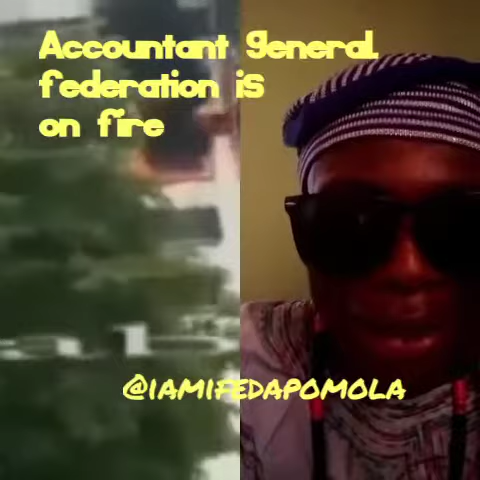 Accountant General
federation is
on fire
@IAMIFEDAPOMOLA